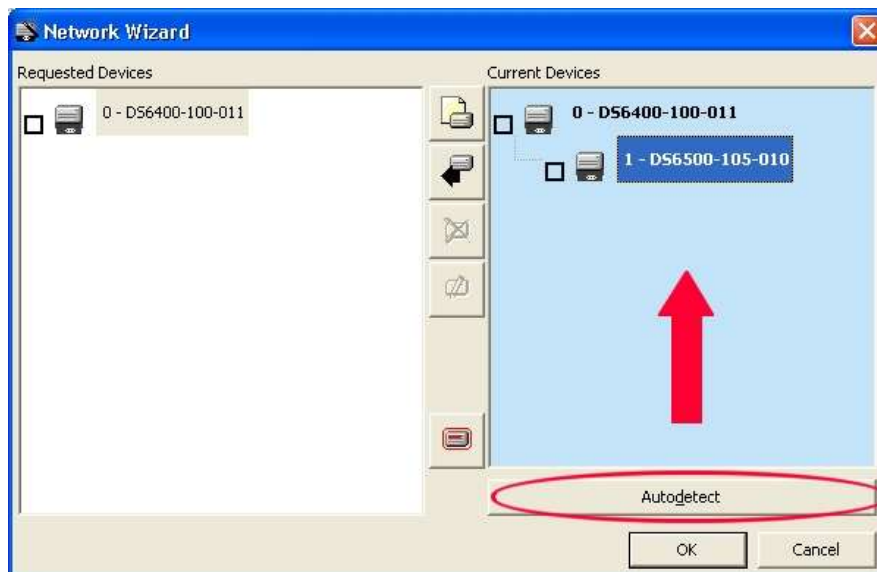 Network Wizard
Requested Devices
Current Devices
0 - DS6400-100-011
0 - DS6400-100-011
1 - DS6500-105-010
Autodetect
OK
Cancel